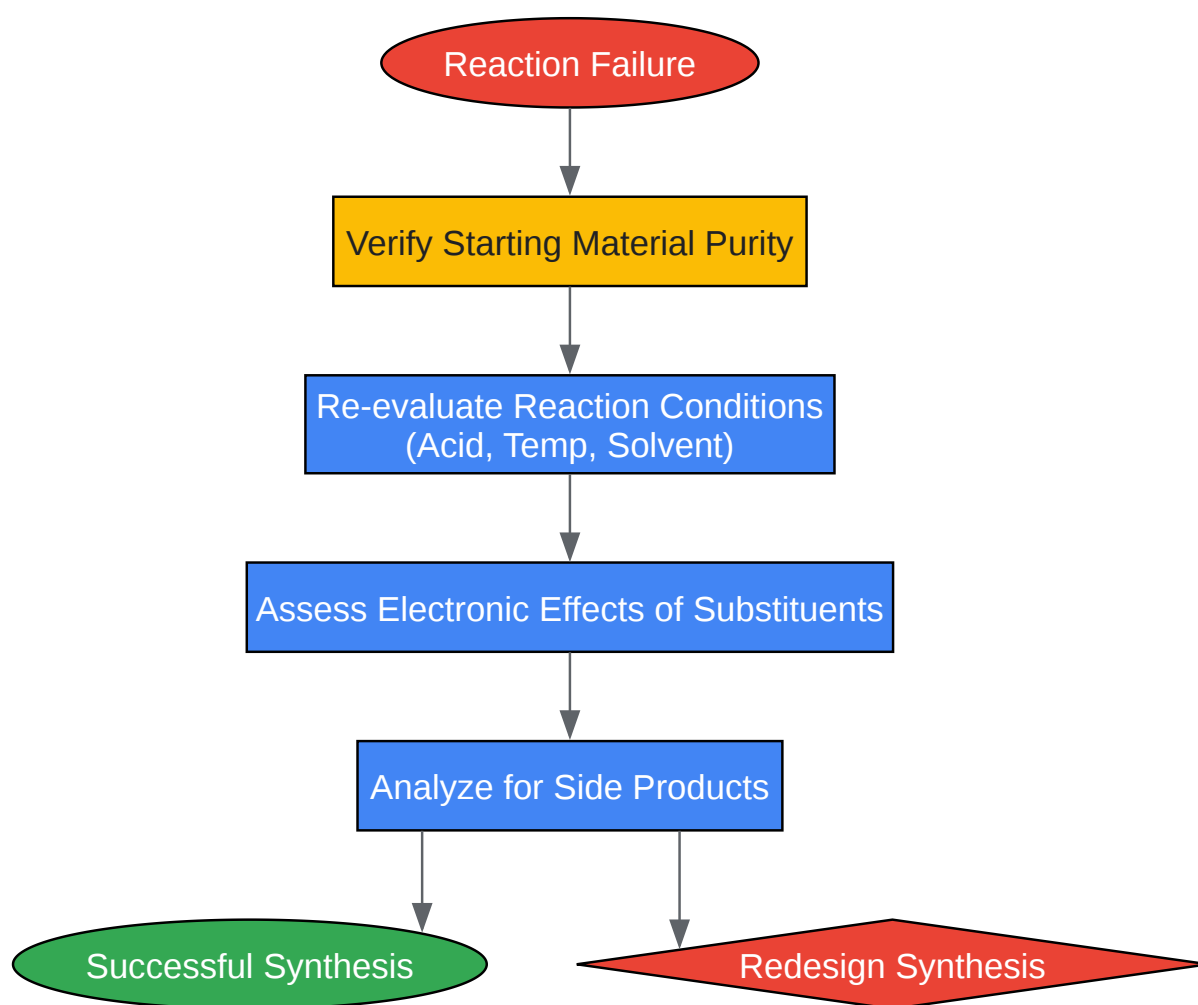 Reaction Failure
Verify Starting Material Purity
Re-evaluate Reaction Conditions
(Acid, Temp, Solvent)
Assess Electronic Effects of Substituents
Analyze for Side Products
Successful Synthesis
Redesign Synthesis